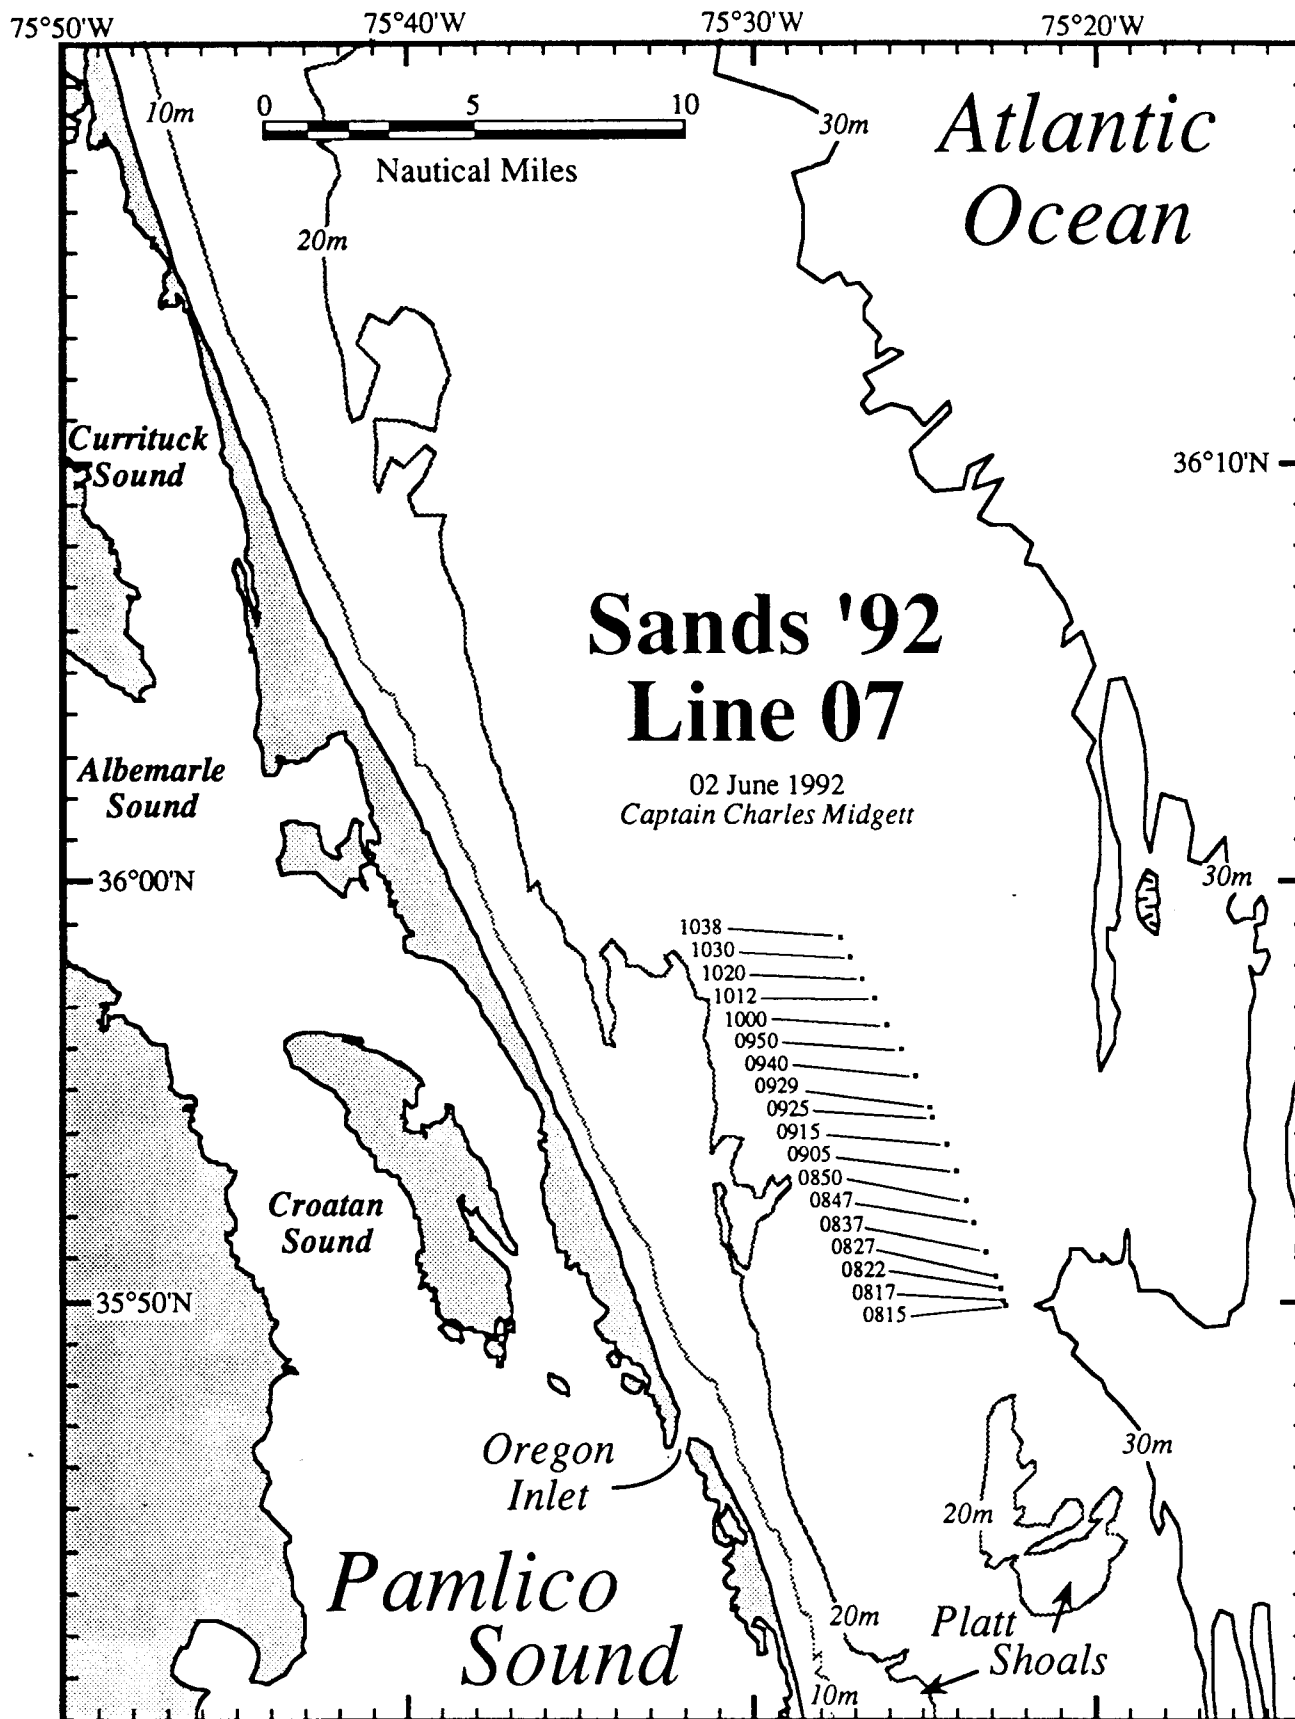 75°50'W 75°40'W 75°30'W 75°20'W
10m
0 5 10
Nautical Miles
20m
30m
Atlantic
Ocean
Currituck
Sound
36°10'N
Sands '92
Line 07
02 June 1992
Captain Charles Midgett
Albemarle
Sound
36°00'N
30m
1038
1030
1020
1012
1000
0950
0940
0929
0925
0915
0905
0850
0847
0837
0827
0822
0817
0815
Croatan
Sound
35°50'N
Oregon
Inlet
30m
20m
Pamlico
Sound
20m
Platt
Shoals
10m